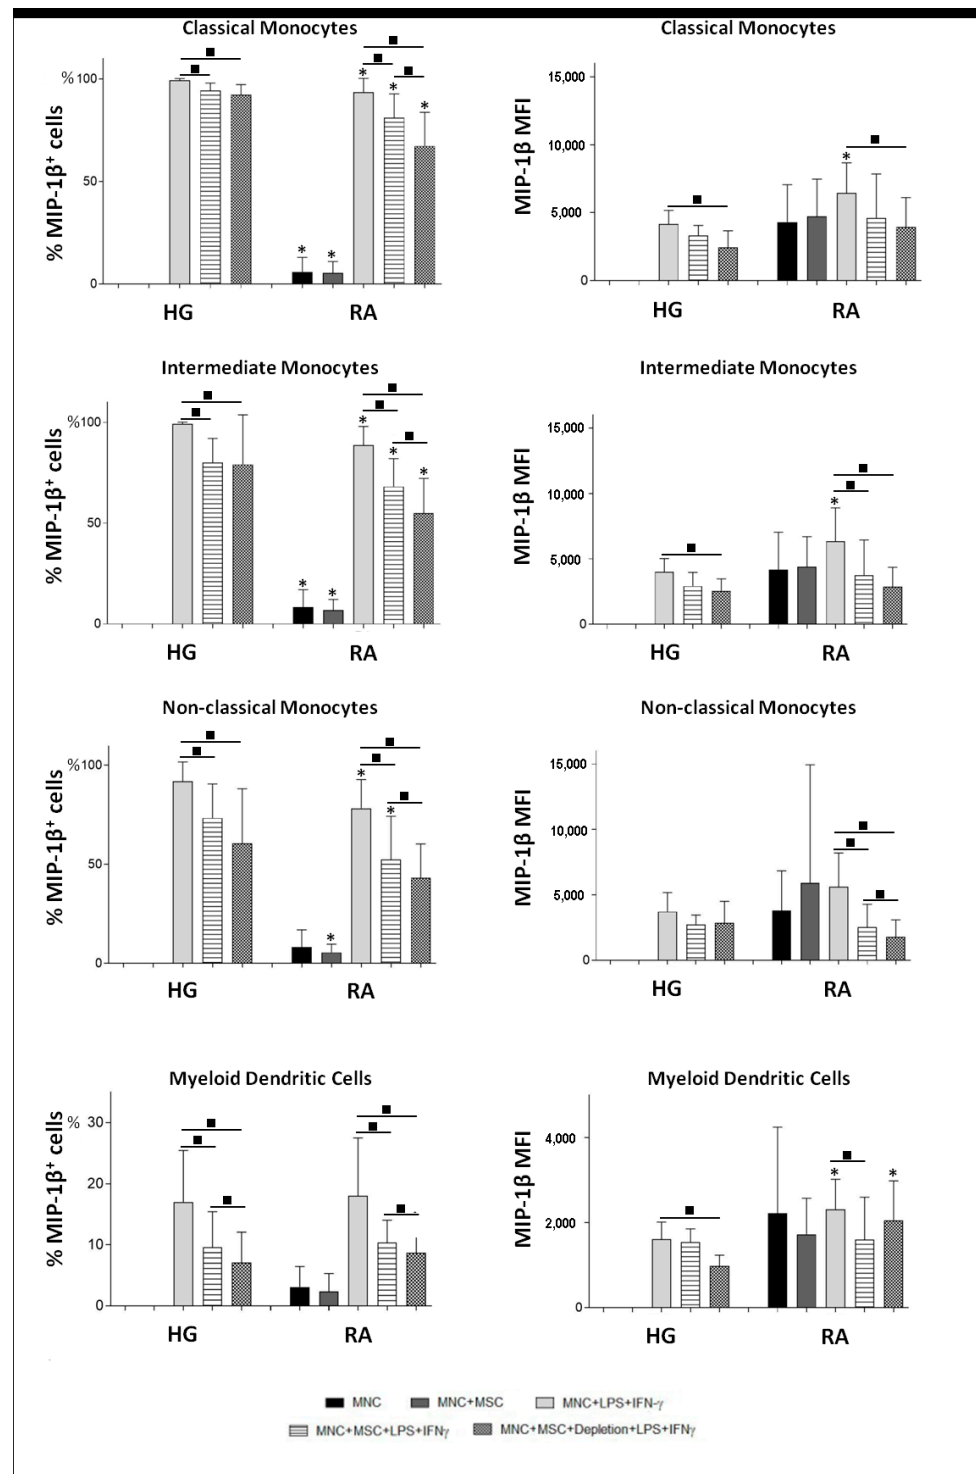 Classical Monocytes
% MIP-1β⁺ cells
%
100
50
0
*
*
*
*
*
HG
RA
Classical Monocytes
MIP-1β MFI
15,000
10,000
5,000
0
*
HG
RA
Intermediate Monocytes
% MIP-1β⁺ cells
%
100
50
0
*
*
*
*
*
HG
RA
Intermediate Monocytes
MIP-1β MFI
15,000
10,000
5,000
0
*
HG
RA
Non-classical Monocytes
% MIP-1β⁺ cells
%
100
50
0
*
*
*
HG
RA
Non-classical Monocytes
MIP-1β MFI
15,000
10,000
5,000
0
HG
RA
Myeloid Dendritic Cells
% MIP-1β⁺ cells
%
30
20
10
0
HG
RA
Myeloid Dendritic Cells
MIP-1β MFI
4,000
2,000
0
*
*
HG
RA
MNC
MNC+MSC
MNC+LPS+IFN-γ
MNC+MSC+LPS+IFNγ
MNC+MSC+Depletion+LPS+IFNγ